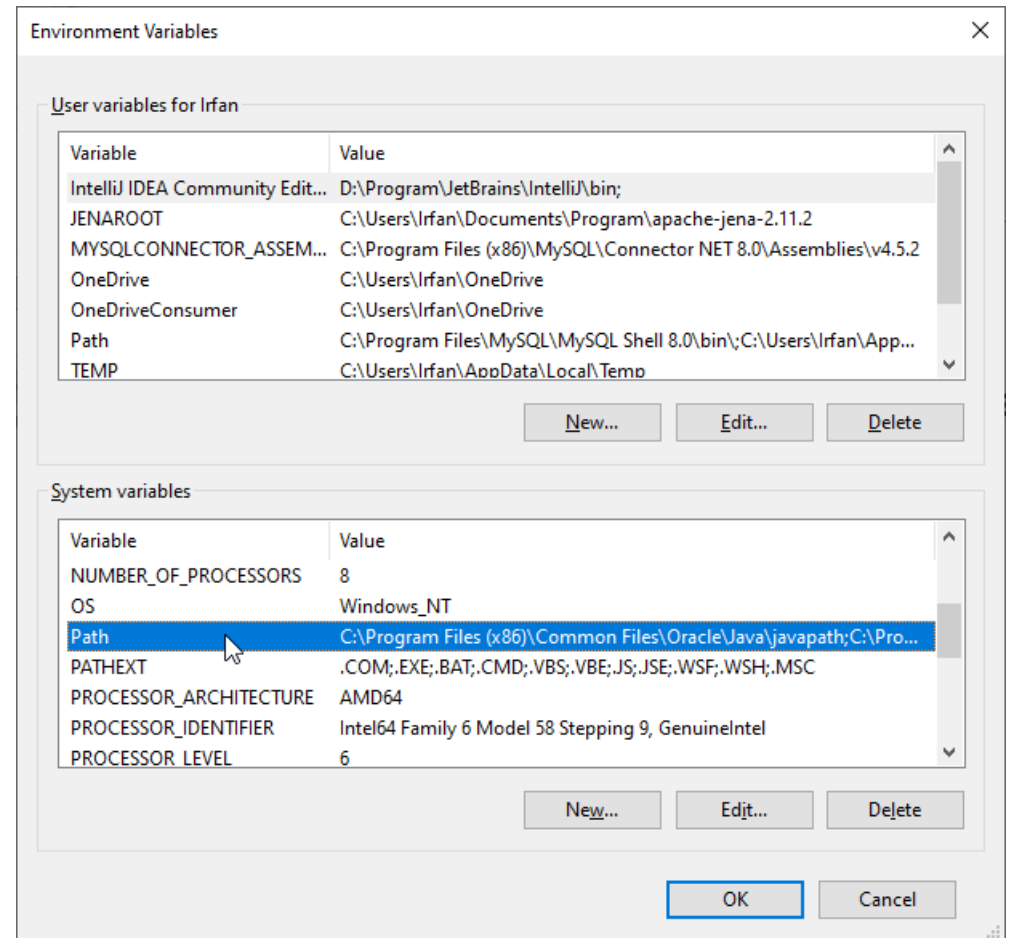 Environment Variables
User variables for Irfan
Variable Value
IntelliJ IDEA Community Edit... D:\Program\JetBrains\IntelliJ\bin;
JENAROOT C:\Users\Irfan\Documents\Program\apache-jena-2.11.2
MYSQLCONNECTOR_ASSEM... C:\Program Files (x86)\MySQL\Connector NET 8.0\Assemblies\v4.5.2
OneDrive C:\Users\Irfan\OneDrive
OneDriveConsumer C:\Users\Irfan\OneDrive
Path C:\Program Files\MySQL\MySQL Shell 8.0\bin\;C:\Users\Irfan\App...
TEMP C:\Users\Irfan\AppData\Local\Temp
New... Edit... Delete
System variables
Variable Value
NUMBER_OF_PROCESSORS 8
OS Windows_NT
Path C:\Program Files (x86)\Common Files\Oracle\Java\javapath;C:\Pro...
PATHEXT .COM;.EXE;.BAT;.CMD;.VBS;.VBE;.JS;.JSE;.WSF;.WSH;.MSC
PROCESSOR_ARCHITECTURE AMD64
PROCESSOR_IDENTIFIER Intel64 Family 6 Model 58 Stepping 9, GenuineIntel
PROCESSOR_LEVEL 6
New... Edit... Delete
OK Cancel